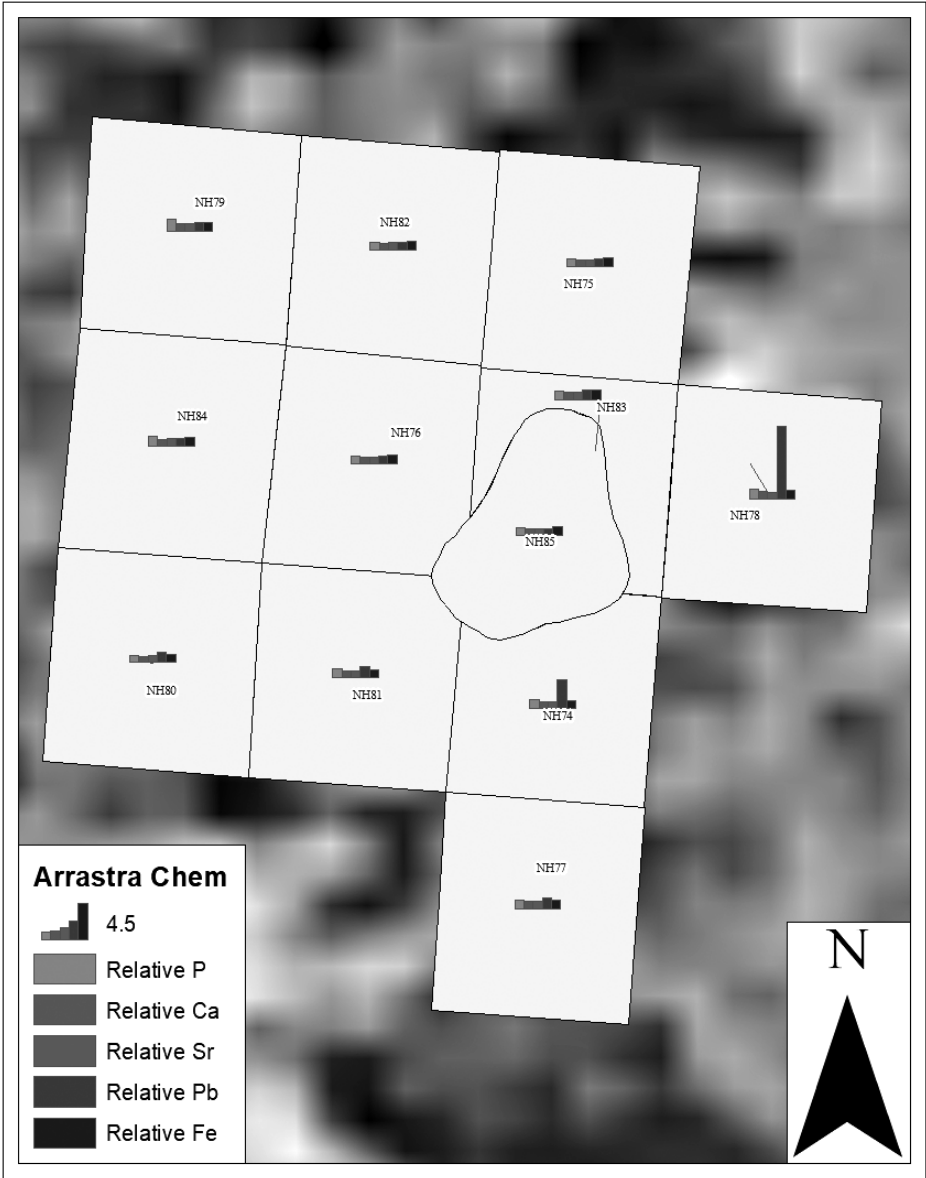 NH79
NH82
NH75
NH84
NH76
NH83
NH78
NH85
NH80
NH81
NH74
NH77
Arrastra Chem
4.5
Relative P
Relative Ca
Relative Sr
Relative Pb
Relative Fe
N